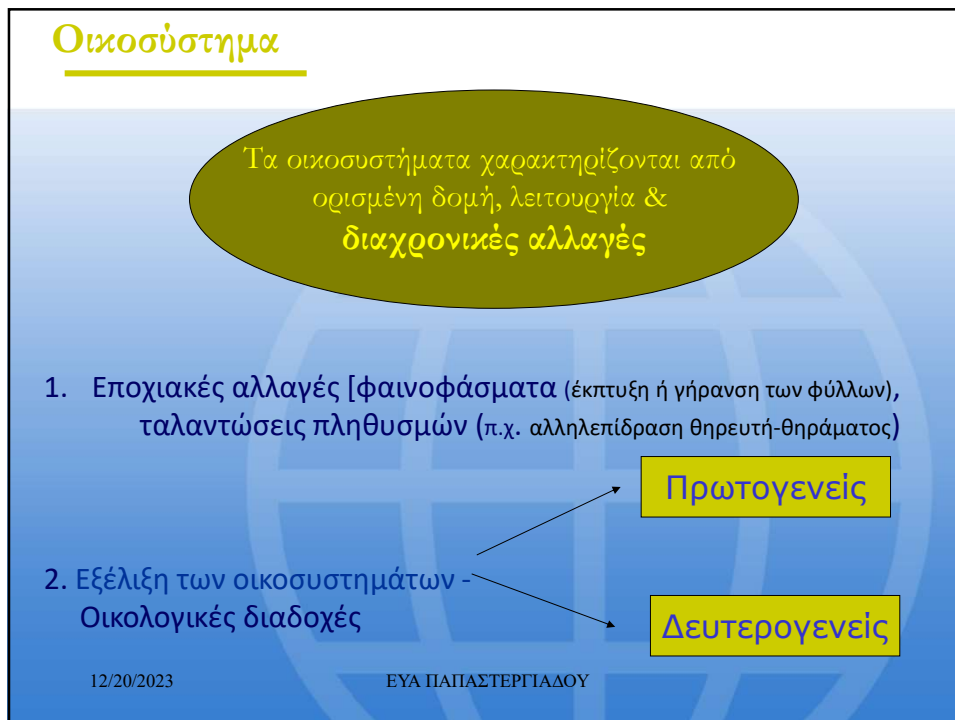 Οικοσύστημα
Τα οικοσυστήματα χαρακτηρίζονται από
ορισμένη δομή, λειτουργία &
διαχρονικές αλλαγές
1. Εποχιακές αλλαγές [φαινοφάσματα (έκπτυξη ή γήρανση των φύλλων),
ταλαντώσεις πληθυσμών (π.χ. αλληλεπίδραση θηρευτή-θηράματος)
Πρωτογενείς
2. Εξέλιξη των οικοσυστημάτων -
Οικολογικές διαδοχές
Δευτερογενείς
12/20/2023
ΕΥΑ ΠΑΠΑΣΤΕΡΓΙΑΔΟΥ